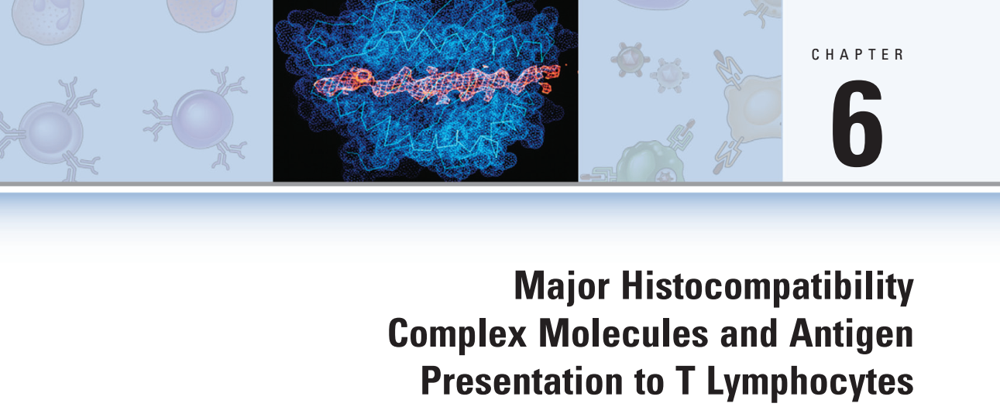 CHAPTER
6
Major Histocompatibility
Complex Molecules and Antigen
Presentation to T Lymphocytes